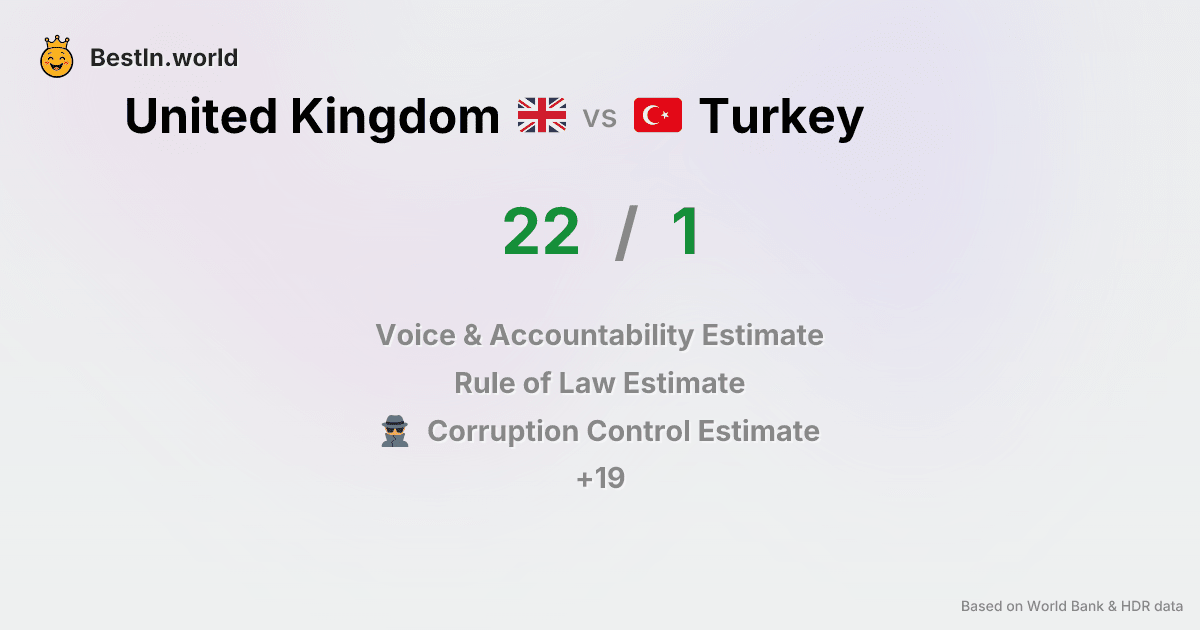 BestIn.world
United Kingdom vs Turkey
22 / 1
Voice & Accountability Estimate
Rule of Law Estimate
Corruption Control Estimate
+19
Based on World Bank & HDR data